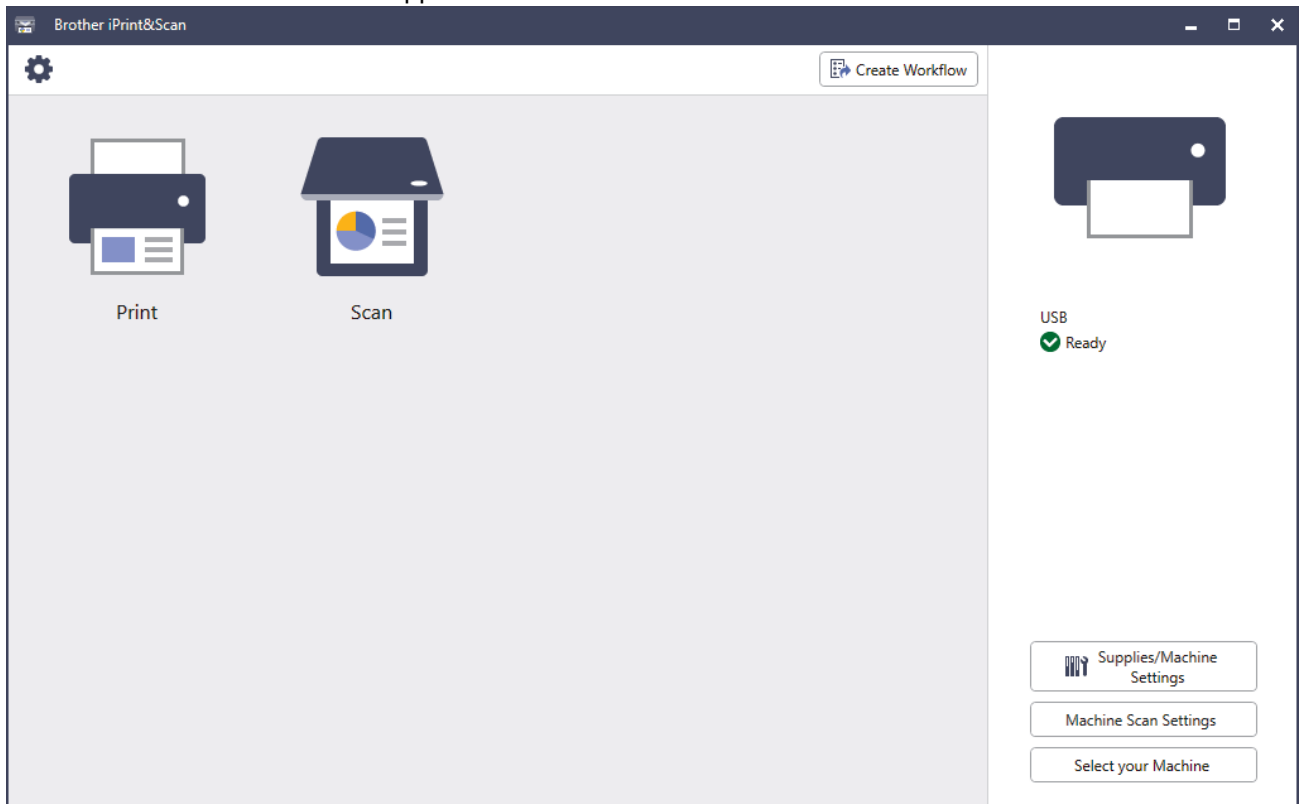 Brother iPrint&Scan
Create Workflow
Print
Scan
USB
Ready
Supplies/Machine
Settings
Machine Scan Settings
Select your Machine